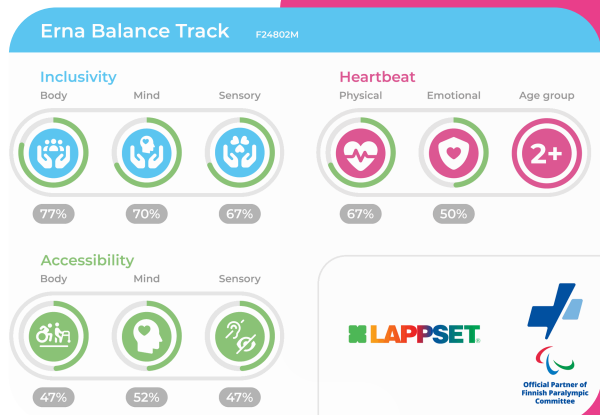 Erna Balance Track F24802M
Inclusivity
Body Mind Sensory
77% 70% 67%
Heartbeat
Physical Emotional Age group
2+
67% 50%
Accessibility
Body Mind Sensory
47% 52% 47%
LAPPSET
Official Partner of
Finnish Paralympic
Committee